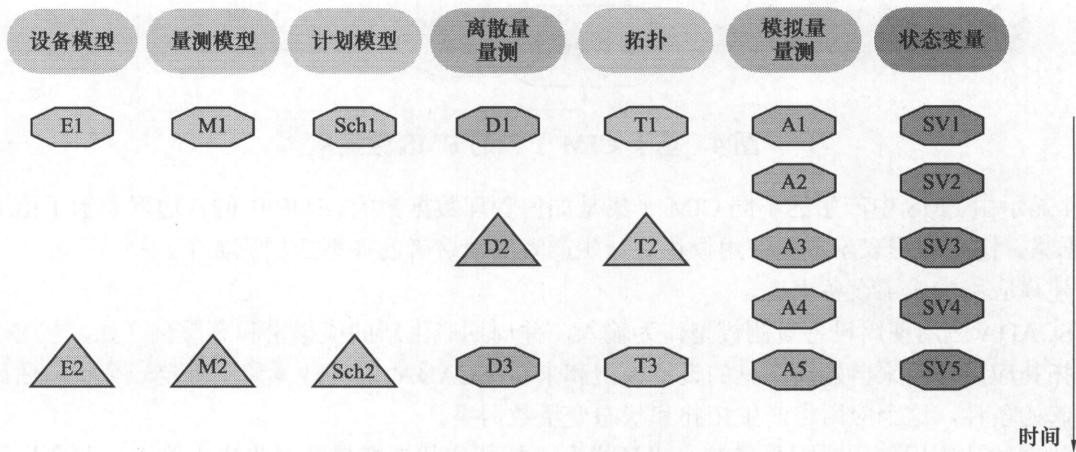 设备模型 量测模型 计划模型 离散量量测 拓扑 模拟量量测 状态变量
E1 M1 Sch1 D1 T1 A1 SV1
A2 SV2
D2 T2 A3 SV3
A4 SV4
E2 M2 Sch2 D3 T3 A5 SV5
时间